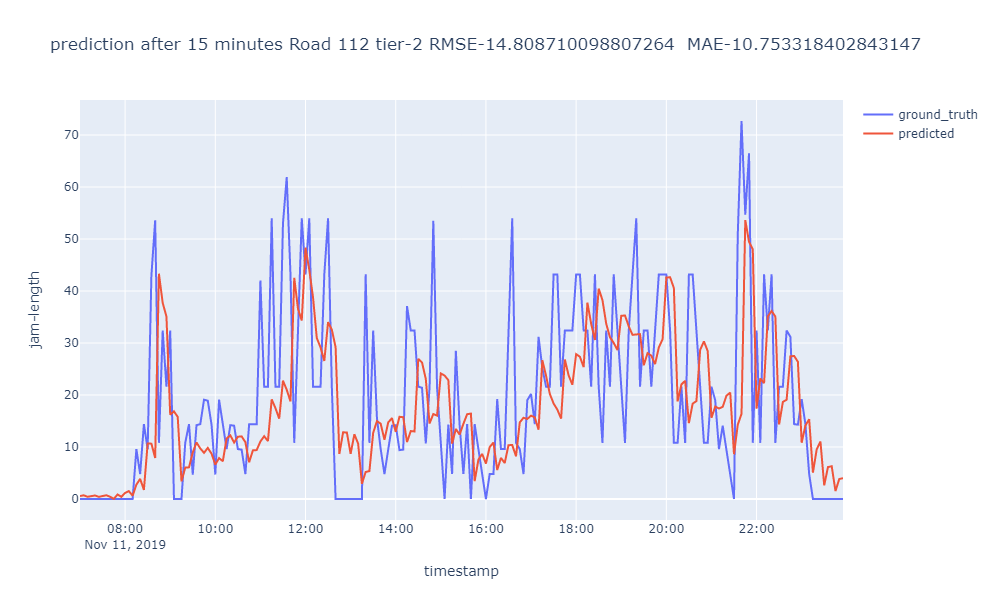 prediction after 15 minutes Road 112 tier-2 RMSE-14.808710098807264  MAE-10.753318402843147
ground_truth
predicted
70
60
50
40
30
20
10
0
jam-length
08:00 10:00 12:00 14:00 16:00 18:00 20:00 22:00
Nov 11, 2019
timestamp